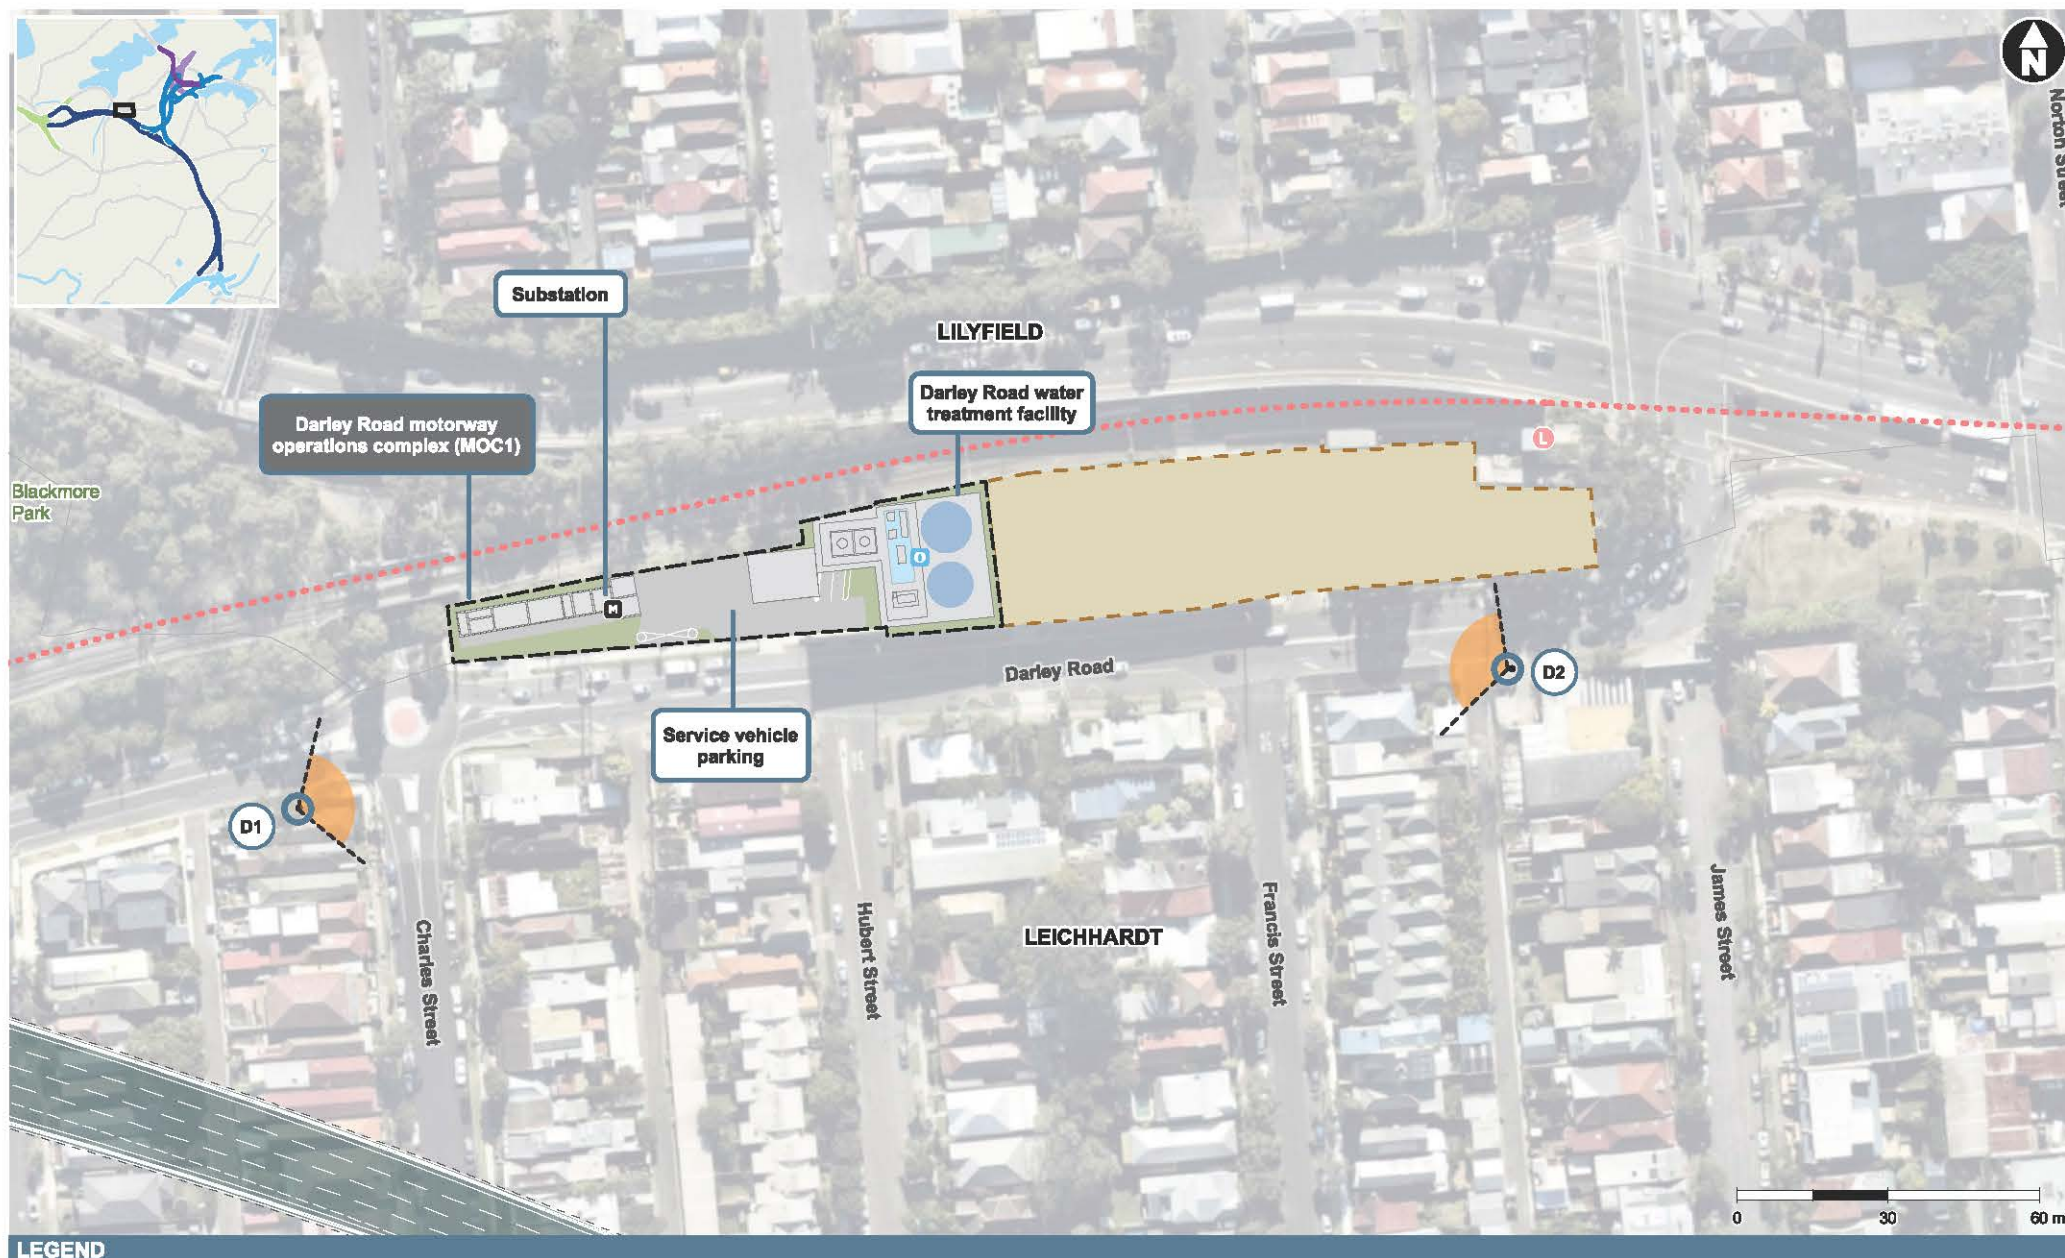 N
Norton Street
Substation
LILYFIELD
Darley Road water
treatment facility
Darley Road motorway
operations complex (MOC1)
L
Blackmore
Park
M
Darley Road
D2
Service vehicle
parking
D1
Charles Street
Hubert Street
LEICHHARDT
Francis Street
James Street
0 30 60 m
LEGEND